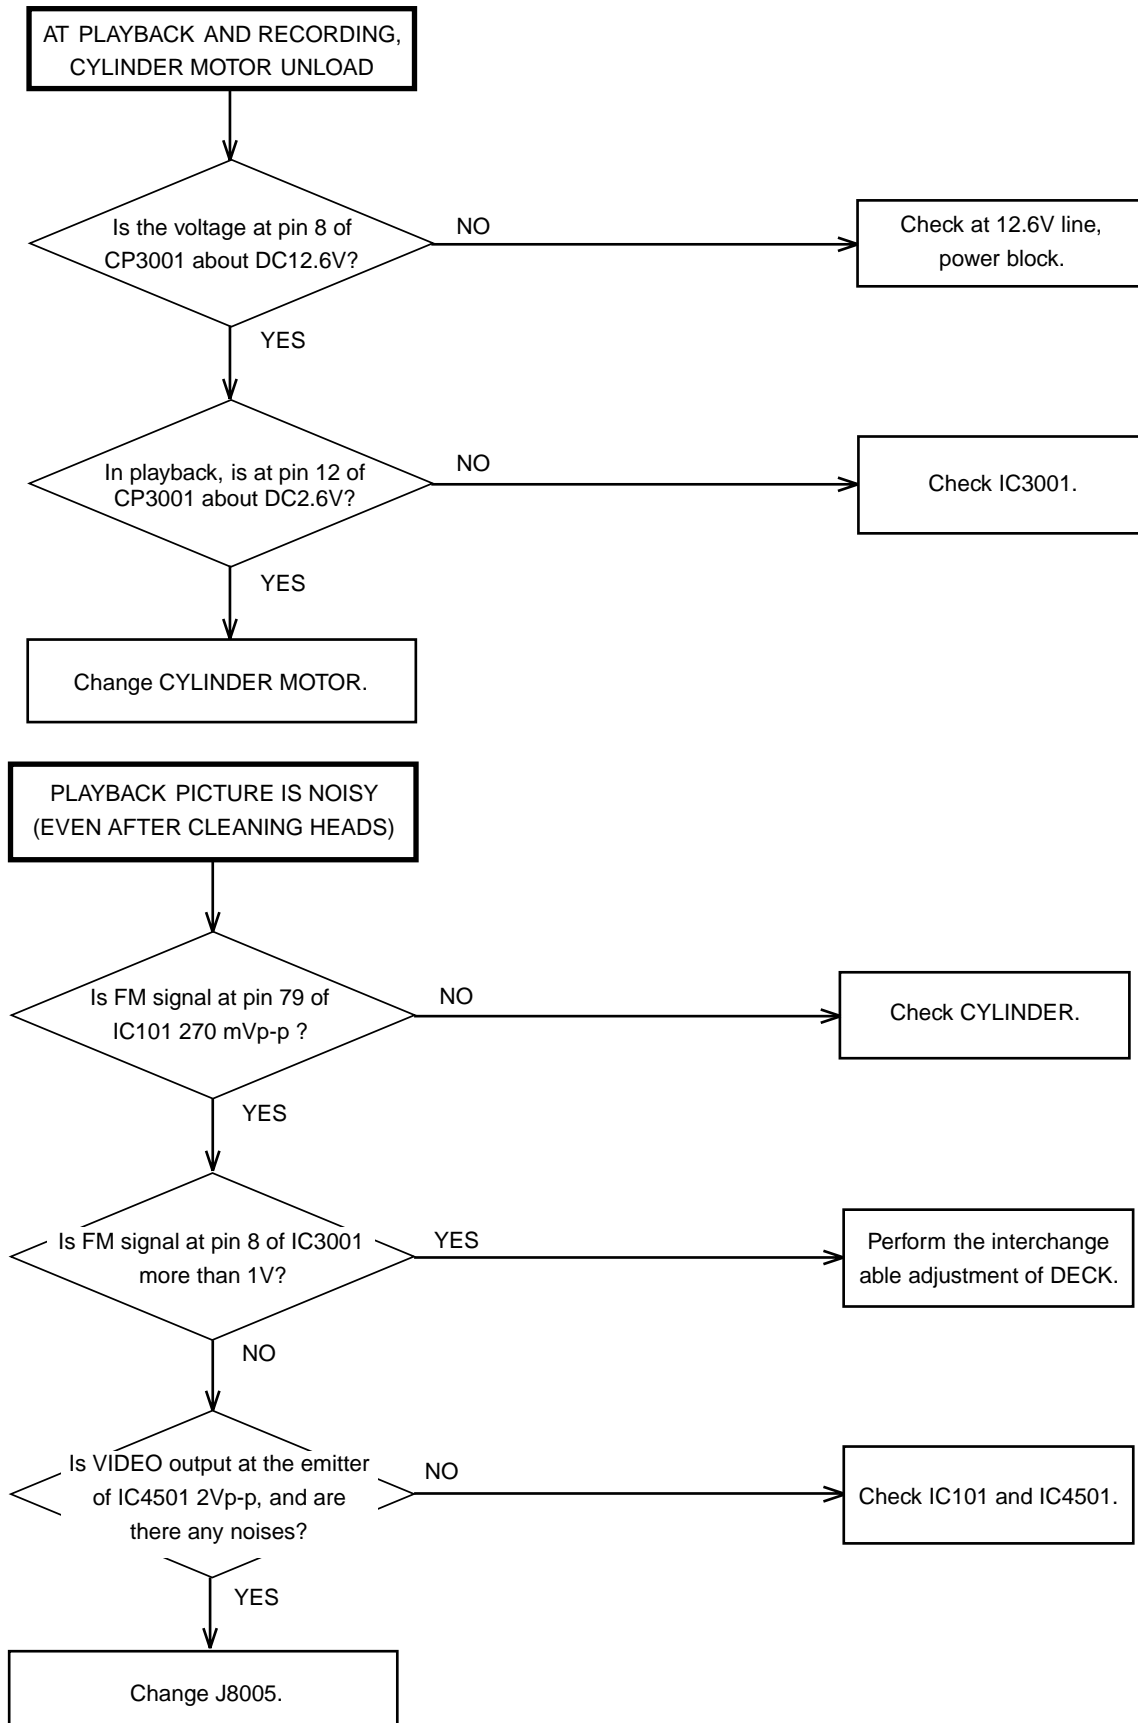 AT PLAYBACK AND RECORDING,
CYLINDER MOTOR UNLOAD
Is the voltage at pin 8 of
CP3001 about DC12.6V?
NO
Check at 12.6V line,
power block.
YES
In playback, is at pin 12 of
CP3001 about DC2.6V?
NO
Check IC3001.
YES
Change CYLINDER MOTOR.
PLAYBACK PICTURE IS NOISY
(EVEN AFTER CLEANING HEADS)
Is FM signal at pin 79 of
IC101 270 mVp-p ?
NO
Check CYLINDER.
YES
Is FM signal at pin 8 of IC3001
more than 1V?
YES
Perform the interchange
able adjustment of DECK.
NO
Is VIDEO output at the emitter
of IC4501 2Vp-p, and are
there any noises?
NO
Check IC101 and IC4501.
YES
Change J8005.